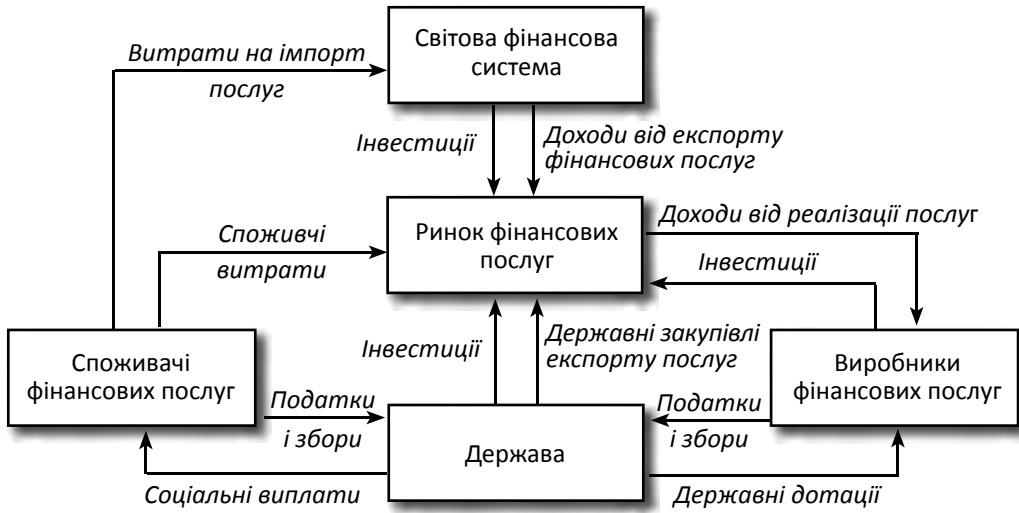 Витрати на імпорт
послуг
Світова фінансова
система
Інвестиції
Доходи від експорту
фінансових послуг
Споживчі
витрати
Ринок фінансових
послуг
Доходи від реалізації послуг
Інвестиції
Споживачі
фінансових послуг
Інвестиції
Державні закупівлі
експорту послуг
Виробники
фінансових послуг
Податки
і збори
Держава
Податки
і збори
Соціальні виплати
Державні дотації